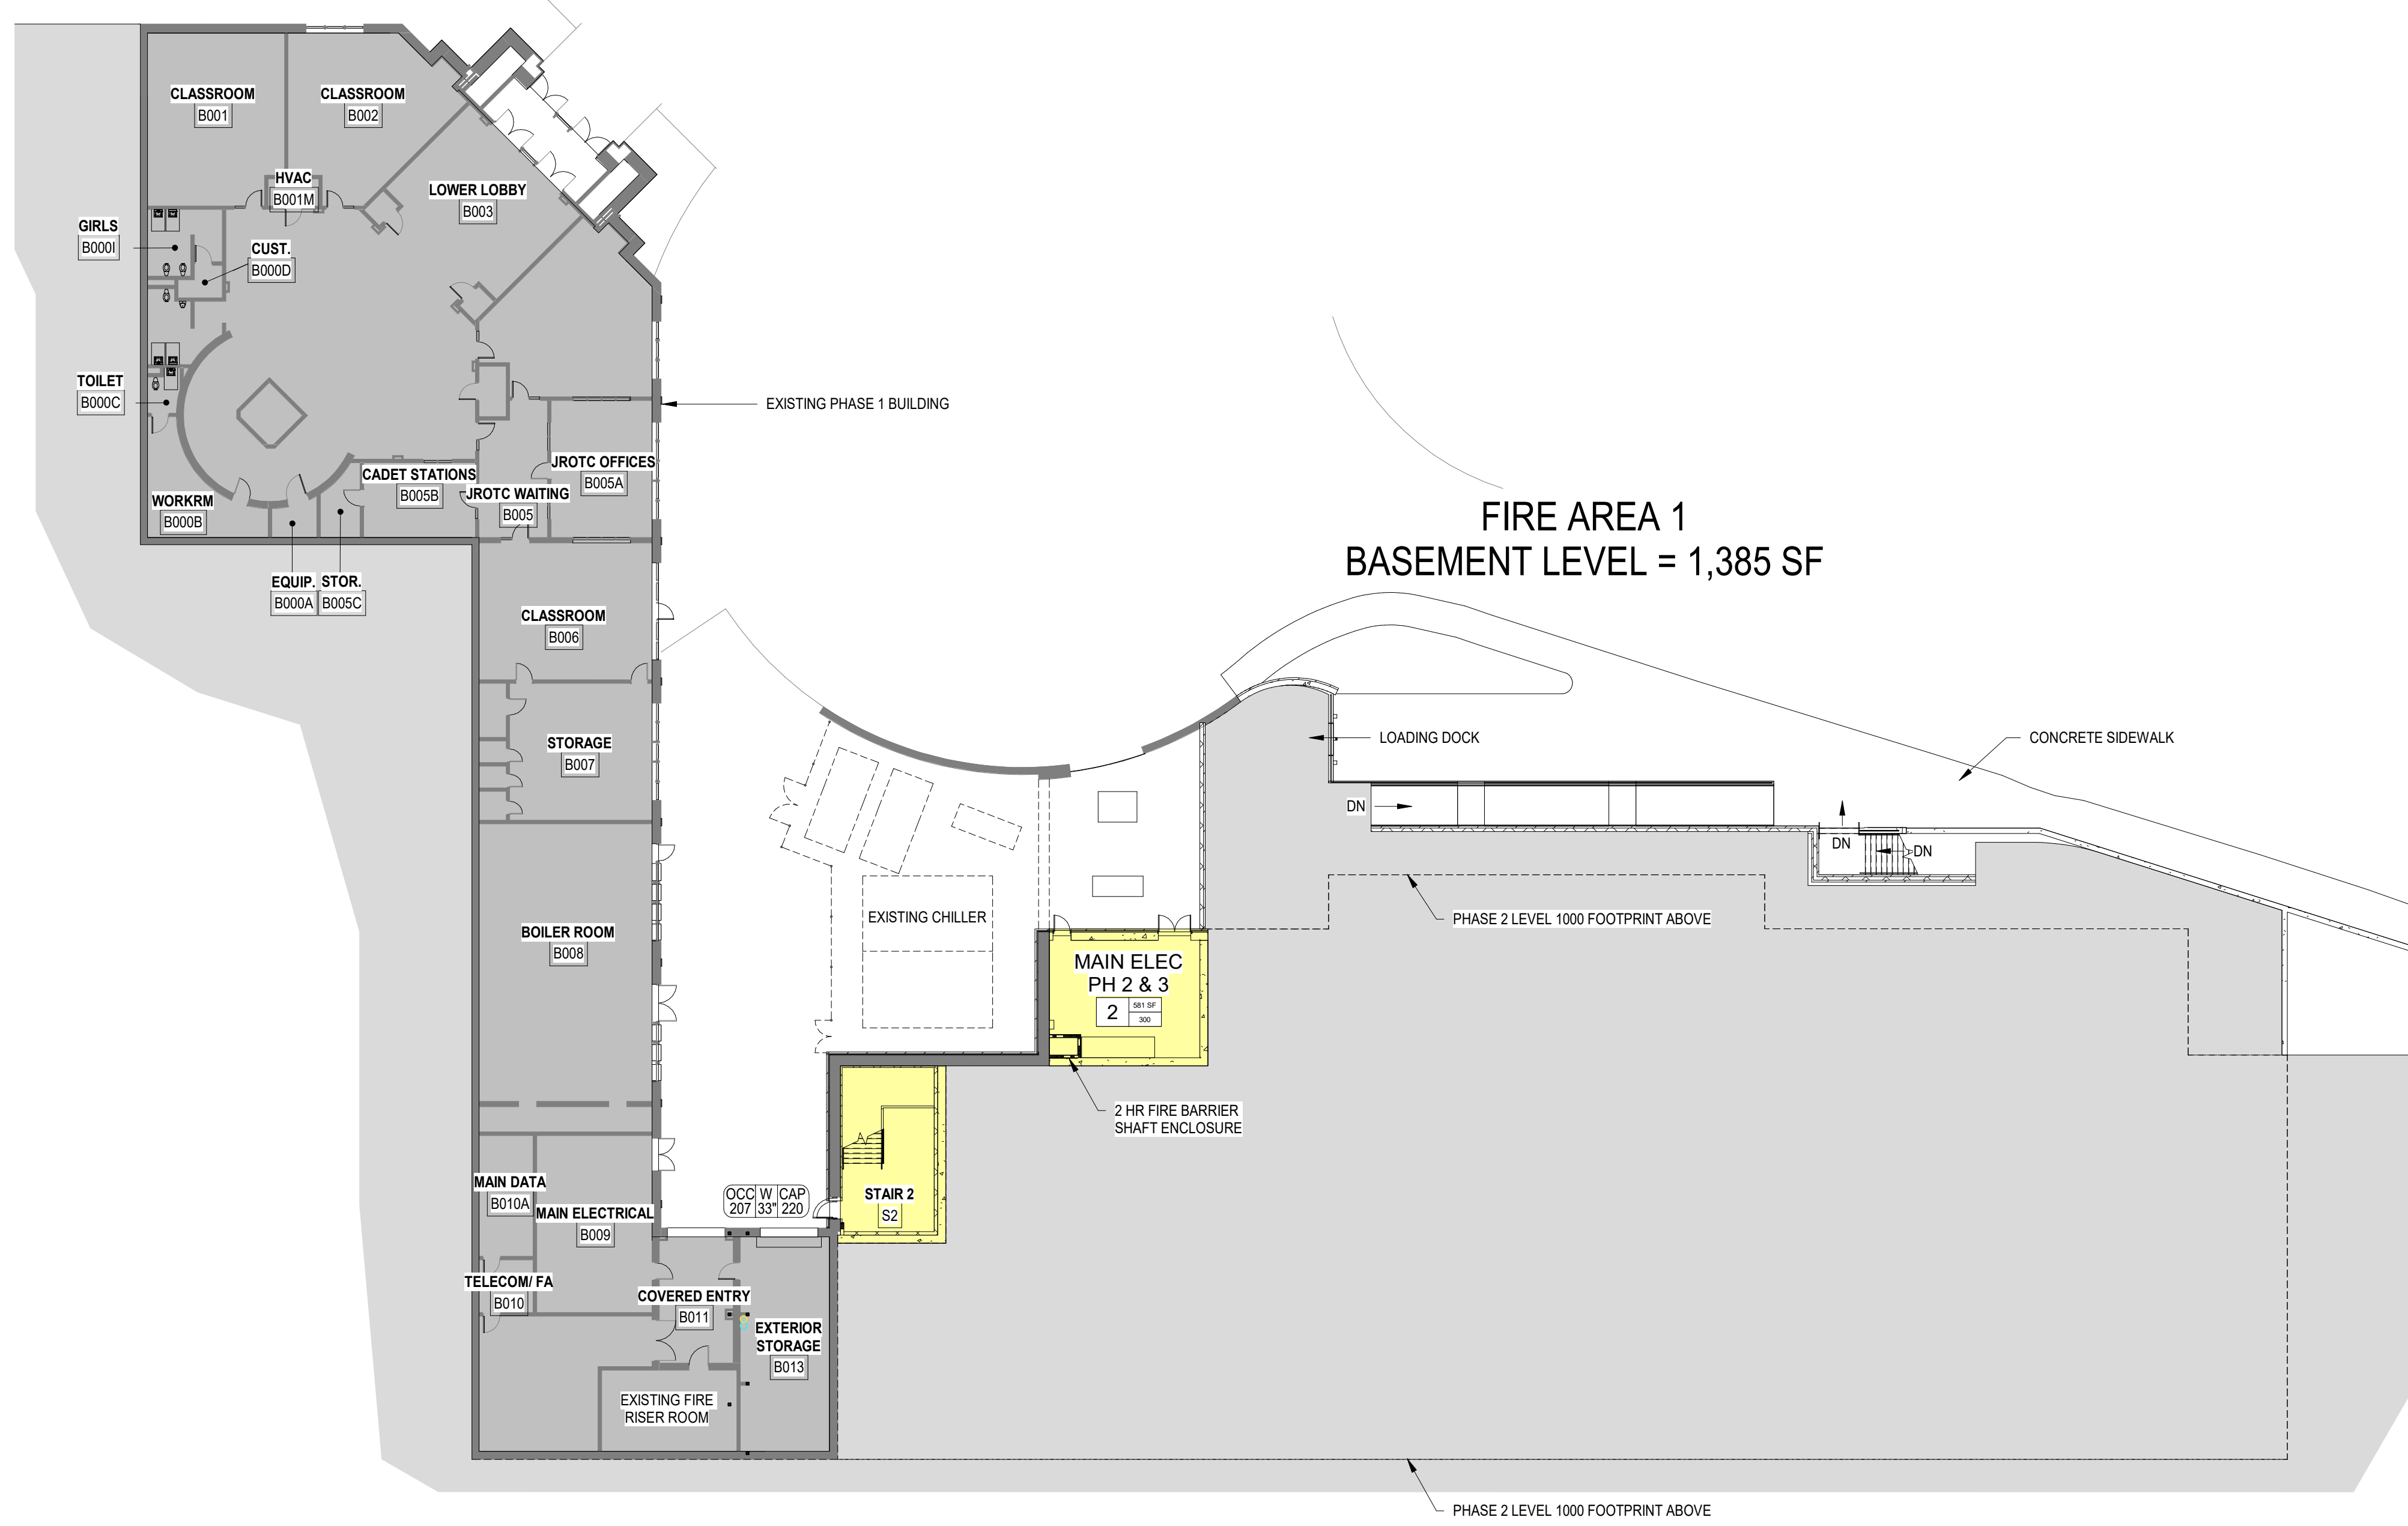 CLASSROOM
B001
CLASSROOM
B002
HVAC
B001M
LOWER LOBBY
B003
GIRLS
B000I
CUST.
B000D
TOILET
B000C
EXISTING PHASE 1 BUILDING
WORKRM
B000B
CADET STATIONS
B005B
JROTC WAITING
B005
JROTC OFFICES
B005A
EQUIP.
B000A
STOR.
B005C
FIRE AREA 1
BASEMENT LEVEL = 1,385 SF
CLASSROOM
B006
STORAGE
B007
LOADING DOCK
CONCRETE SIDEWALK
DN
DN
DN
EXISTING CHILLER
PHASE 2 LEVEL 1000 FOOTPRINT ABOVE
BOILER ROOM
B008
MAIN ELEC
PH 2 & 3
2
581 SF
300
2 HR FIRE BARRIER
SHAFT ENCLOSURE
MAIN DATA
B010A
MAIN ELECTRICAL
B009
OCC W CAP
207 33" 220
STAIR 2
S2
TELECOM/ FA
B010
COVERED ENTRY
B011
CO
EXTERIOR
STORAGE
B013
EXISTING FIRE
RISER ROOM
PHASE 2 LEVEL 1000 FOOTPRINT ABOVE